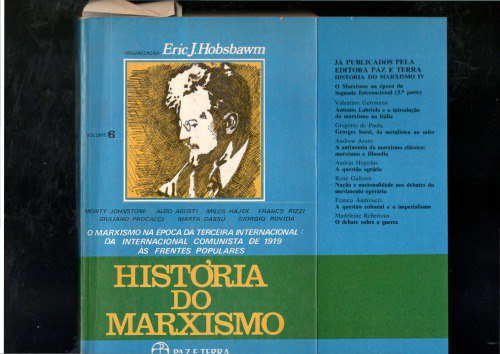 ORGANIZAÇÃO Eric J. Hobsbawm
VOLUME 6
MONTY JOHNSTONE ALDO AGOSTI MILOS HAJEK FRANCO RIZZI
GIULIANO PROCACCI MARTA DASSÚ GIORGIO ROVIDA
O MARXISMO NA ÉPOCA DA TERCEIRA INTERNACIONAL:
DA INTERNACIONAL COMUNISTA DE 1919
ÀS FRENTES POPULARES
HISTÓRIA
DO
MARXISMO
PAZ E TERRA
JÁ PUBLICADOS PELA
EDITORA PAZ E TERRA
HISTÓRIA DO MARXISMO IV
O Marxismo na época da
Segunda Internacional (3.ª parte)
Valentino Gerratana
Antonio Labriola e a introdução
do marxismo na Itália
Gregório de Paola
Georges Sorel, da metafísica ao mito
Andrew Arato
A antinomia do marxismo clássico:
marxismo e filosofia
Andras Hegedus
A questão agrária
René Galissot
Nação e nacionalidade nos debates do
movimento operário
Franco Andreucci
A questão colonial e o imperialismo
Madeleine Reberioux
O debate sobre a guerra